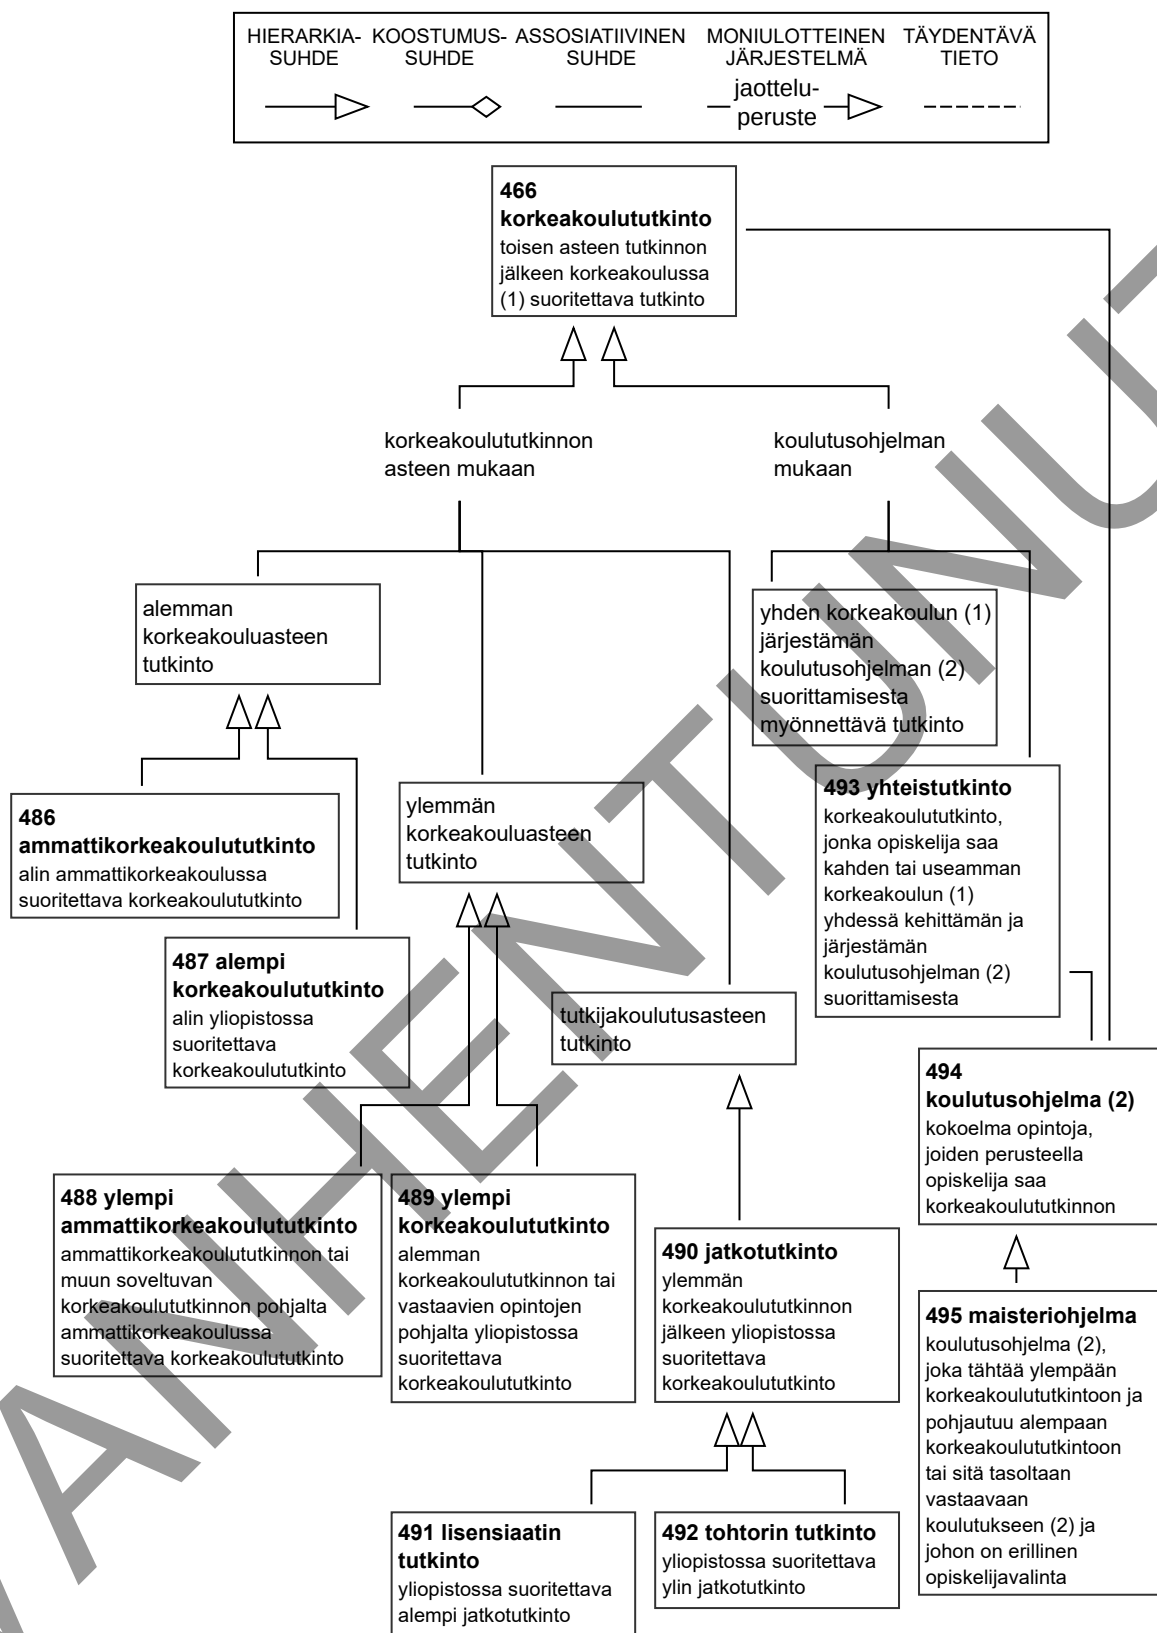 HIERARKIA-
SUHDE
KOOSTUMUS-
SUHDE
ASSOSIATIIVINEN
SUHDE
MONIULOTTEINEN
JÄRJESTELMÄ
jaottelu-
peruste
TÄYDENTÄVÄ
TIETO
466
korkeakoulututkinto
toisen asteen tutkinnon
jälkeen korkeakoulussa
(1) suoritettava tutkinto
korkeakoulututkinnon
asteen mukaan
koulutusohjelman
mukaan
alemman
korkeakouluasteen
tutkinto
yhden korkeakoulun (1)
järjestämän
koulutusohjelman (2)
suorittamisesta
myönnettävä tutkinto
486
ammattikorkeakoulututkinto
alin ammattikorkeakoulussa
suoritettava korkeakoulututkinto
ylemmän
korkeakouluasteen
tutkinto
493 yhteistutkinto
korkeakoulututkinto,
jonka opiskelija saa
kahden tai useamman
korkeakoulun (1)
yhdessä kehittämän ja
järjestämän
koulutusohjelman (2)
suorittamisesta
487 alempi
korkeakoulututkinto
alin yliopistossa
suoritettava
korkeakoulututkinto
tutkijakoulutusasteen
tutkinto
494
koulutusohjelma (2)
kokoelma opintoja,
joiden perusteella
opiskelija saa
korkeakoulututkinnon
488 ylempi
ammattikorkeakoulututkinto
ammattikorkeakoulututkinnon tai
muun soveltuvan
korkeakoulututkinnon pohjalta
ammattikorkeakoulussa
suoritettava korkeakoulututkinto
489 ylempi
korkeakoulututkinto
alemman
korkeakoulututkinnon tai
vastaavien opintojen
pohjalta yliopistossa
suoritettava
korkeakoulututkinto
490 jatkotutkinto
ylemmän
korkeakoulututkinnon
jälkeen yliopistossa
suoritettava
korkeakoulututkinto
495 maisteriohjelma
koulutusohjelma (2),
joka tähtää ylempään
korkeakoulututkintoon ja
pohjautuu alempaan
korkeakoulututkintoon
tai sitä tasoltaan
vastaavaan
koulutukseen (2) ja
johon on erillinen
opiskelijavalinta
491 lisensiaatin
tutkinto
yliopistossa suoritettava
alempi jatkotutkinto
492 tohtorin tutkinto
yliopistossa suoritettava
ylin jatkotutkinto
VANHENTUNUT